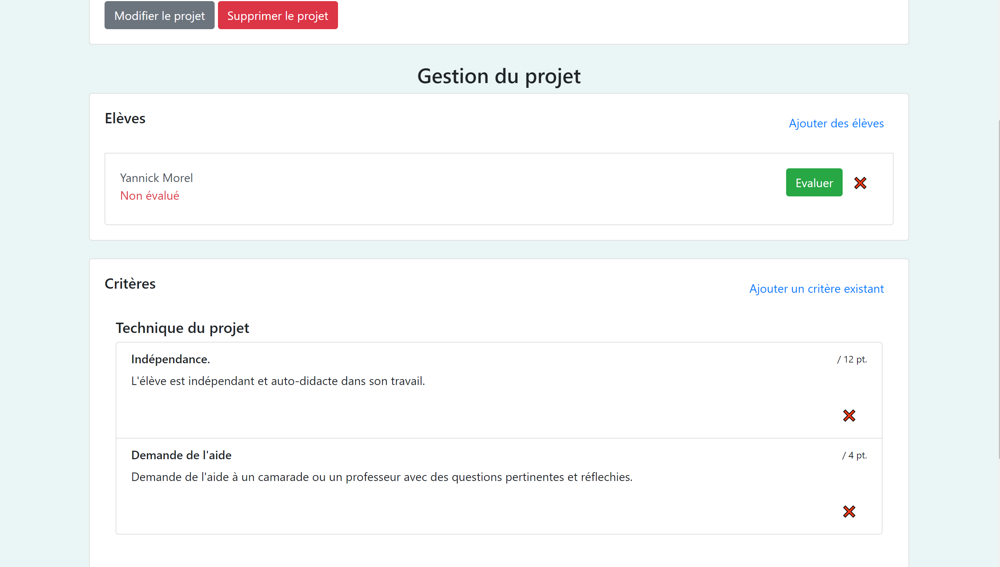 Modifier le projet Supprimer le projet
Gestion du projet
Elèves
Ajouter des élèves
Yannick Morel
Non évalué
Evaluer
Critères
Ajouter un critère existant
Technique du projet
Indépendance.
/ 12 pt.
L'élève est indépendant et auto-didacte dans son travail.
Demande de l'aide
/ 4 pt.
Demande de l'aide à un camarade ou un professeur avec des questions pertinentes et réflechies.